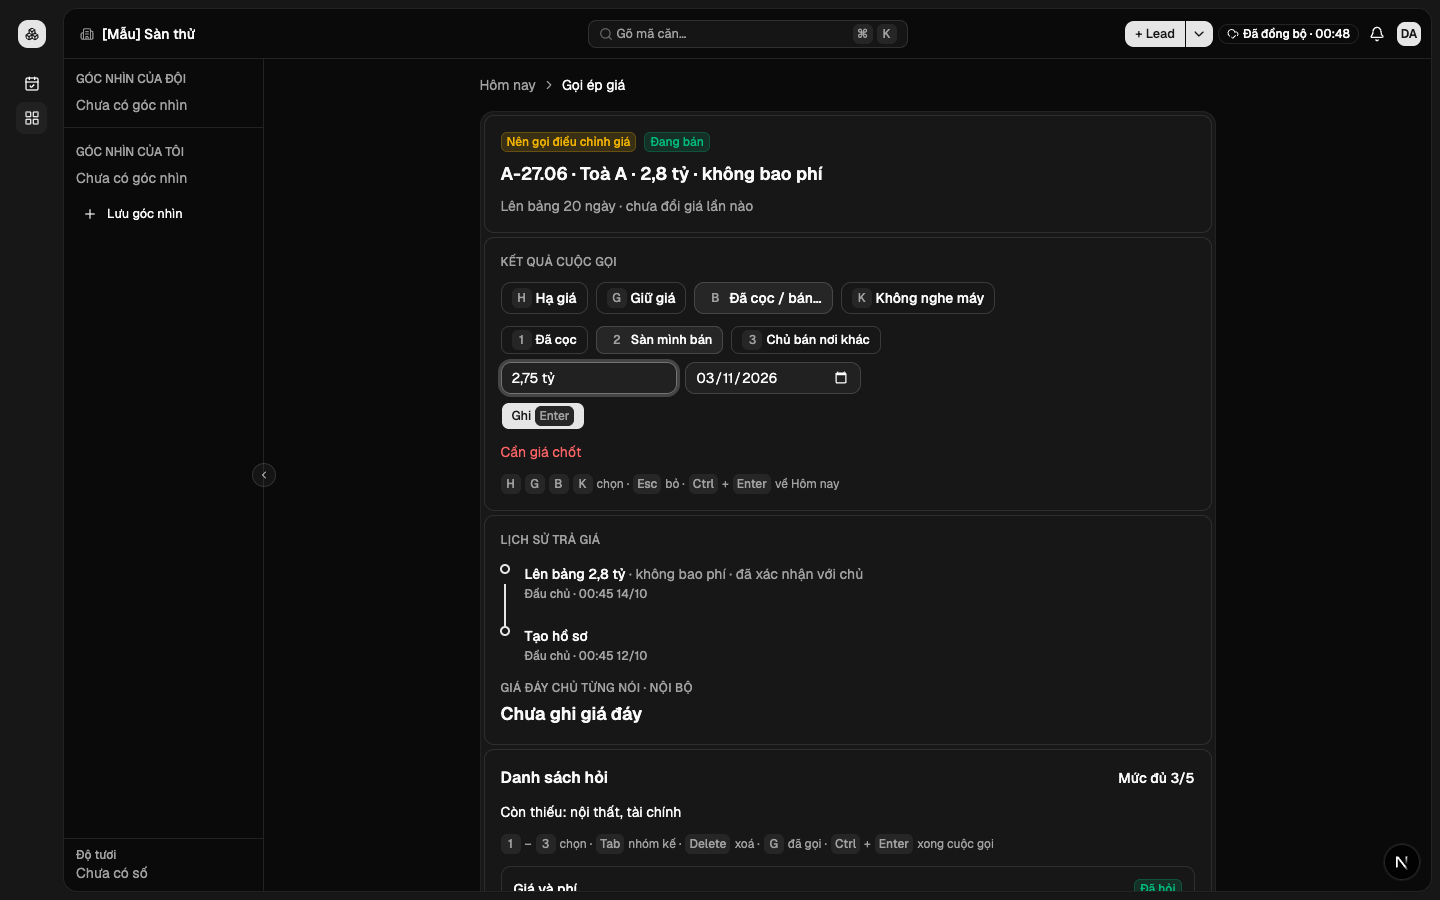 [Mẫu] Sàn thử
Gõ mã căn... ⌘ K
+ Lead
Đã đồng bộ · 00:48
DA
GÓC NHÌN CỦA ĐỘI
Chưa có góc nhìn
GÓC NHÌN CỦA TÔI
Chưa có góc nhìn
+ Lưu góc nhìn
Độ tươi
Chưa có số
Hôm nay > Gọi ép giá
Nên gọi điều chỉnh giá Đang bán
A-27.06 · Toà A · 2,8 tỷ · không bao phí
Lên bảng 20 ngày · chưa đổi giá lần nào
KẾT QUẢ CUỘC GỌI
H Hạ giá G Giữ giá B Đã cọc / bán... K Không nghe máy
1 Đã cọc 2 Sàn mình bán 3 Chủ bán nơi khác
2,75 tỷ 03/11/2026
Ghi Enter
Cần giá chốt
H G B K chọn · Esc bỏ · Ctrl + Enter về Hôm nay
LỊCH SỬ TRẢ GIÁ
Lên bảng 2,8 tỷ · không bao phí · đã xác nhận với chủ
Đầu chủ · 00:45 14/10
Tạo hồ sơ
Đầu chủ · 00:45 12/10
GIÁ ĐÁY CHỦ TỪNG NÓI · NỘI BỘ
Chưa ghi giá đáy
Danh sách hỏi Mức đủ 3/5
Còn thiếu: nội thất, tài chính
1 – 3 chọn · Tab nhóm kế · Delete xoá · G đã gọi · Ctrl + Enter xong cuộc gọi
Giá và phí Đã hỏi
N